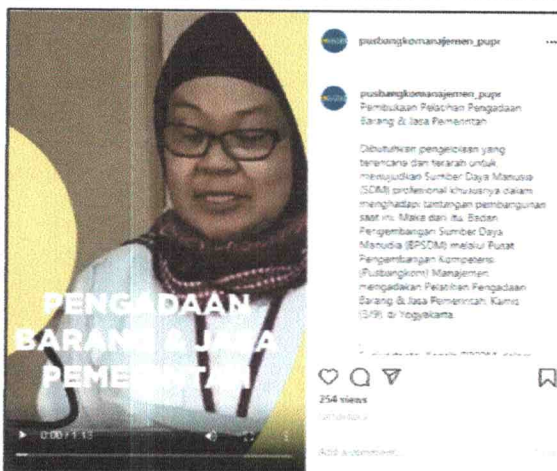 PENGADAAN
BARANG & JASA
PEMERINTAH
0:00 / 1:13
pusbangkomanajemen_pupr
pusbangkomanajemen_pupr
Pembukaan Pelatihan Pengadaan
Barang & Jasa Pemerintah
Dibutuhkan pengelolaan yang
terencana dan terarah untuk
mewujudkan Sumber Daya Manusia
(SDM) profesional khususnya dalam
menghadapi tantangan pembangunan
saat ini. Maka dari itu, Badan
Pengembangan Sumber Daya
Manudia (BPSDM) melalui Pusat
Pengembangan Kompetensi
(Pusbangkom) Manajemen
mengadakan Pelatihan Pengadaan
Barang & Jasa Pemerintah, Kamis
(3/9), di Yogyakarta.
254 views
Add a comment...